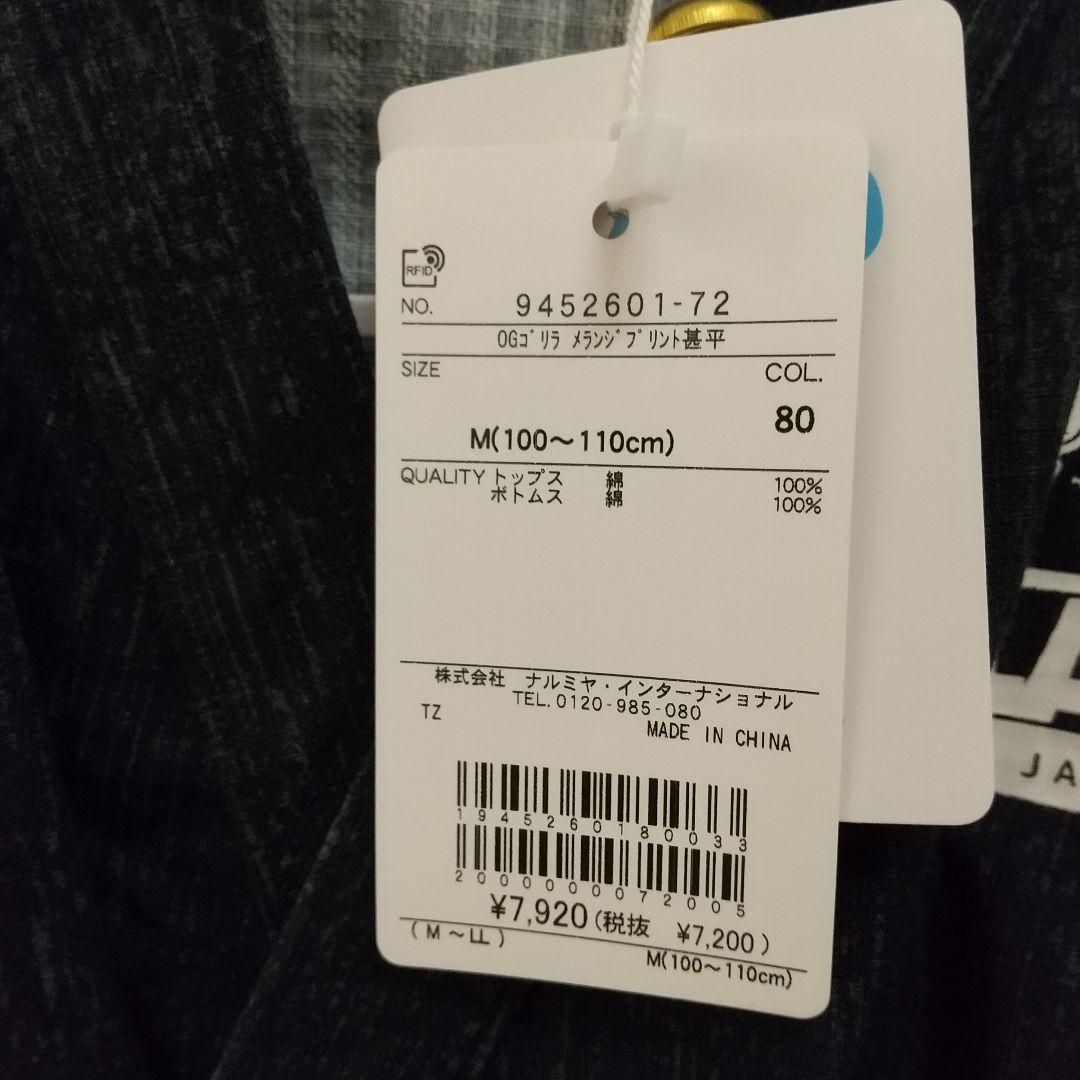 RFID
NO. 9452601-72
OGｺﾞﾘﾗ ﾒﾗﾝｼﾞﾌﾟﾘﾝﾄ甚平
SIZE COL.
80
M(100～110cm)
QUALITY トップス 綿 100%
ボトムス 綿 100%
株式会社 ナルミヤ・インターナショナル
TEL.0120-985-080
TZ MADE IN CHINA
1945260180033
2000000072005
¥7,920(税抜 ¥7,200)
(M～LL)
M(100～110cm)
JA